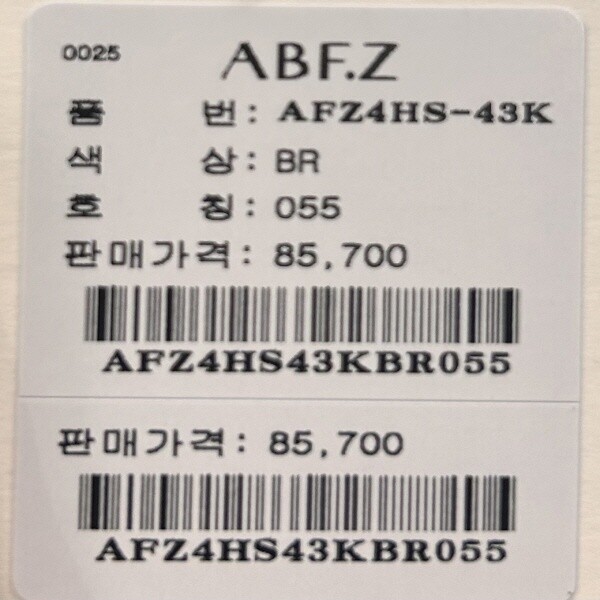 0025 ABF.Z
품 번: AFZ4HS-43K
색 상: BR
호 칭: 055
판매가격: 85,700
AFZ4HS43KBR055
판매가격: 85,700
AFZ4HS43KBR055